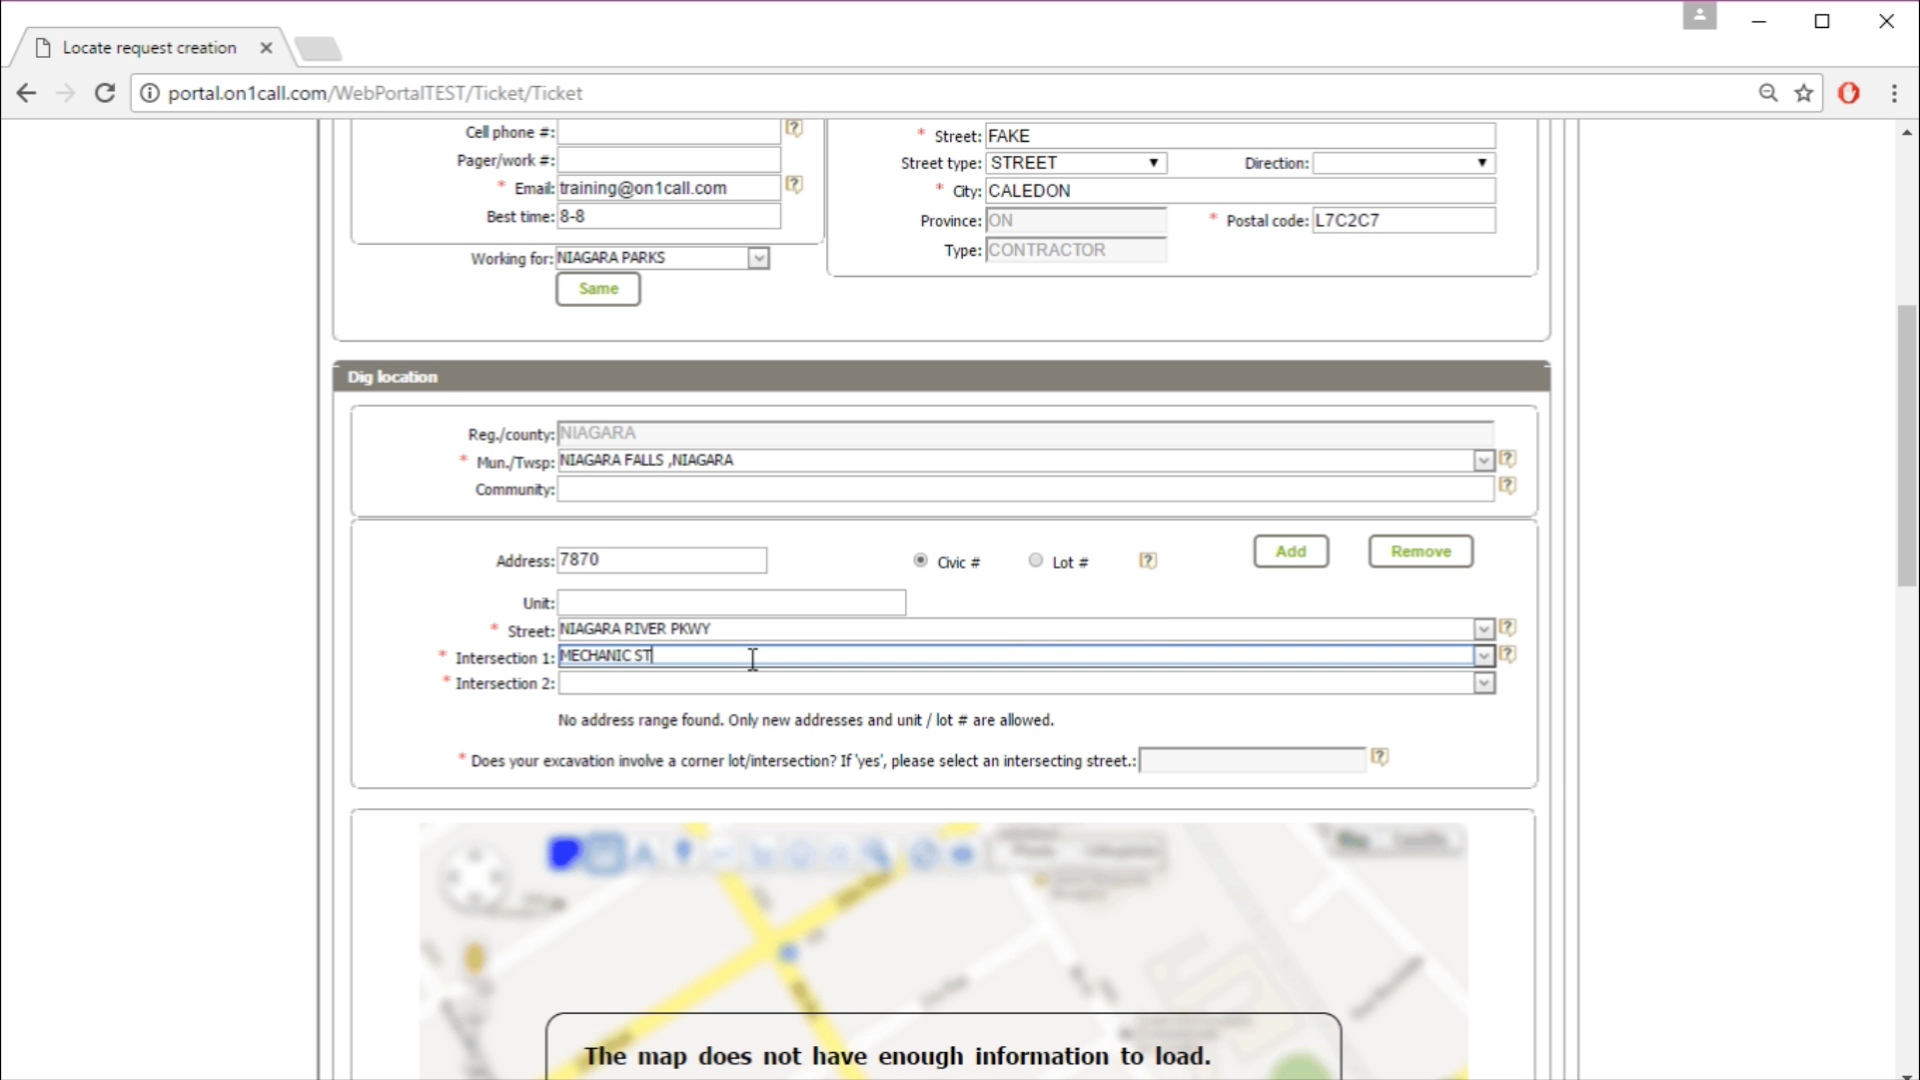 Locate request creation
portal.on1call.com/WebPortalTEST/Ticket/Ticket
Cell phone #:
Pager/work #:
* Email: training@on1call.com
Best time: 8-8
Working for: NIAGARA PARKS
Same
* Street: FAKE
Street type: STREET
Direction:
* City: CALEDON
Province: ON
* Postal code: L7C2C7
Type: CONTRACTOR
Dig location
Reg./county: NIAGARA
* Mun./Twsp: NIAGARA FALLS ,NIAGARA
Community:
Address: 7870
Civic #
Lot #
Add
Remove
Unit:
* Street: NIAGARA RIVER PKWY
* Intersection 1: MECHANIC ST
* Intersection 2:
No address range found. Only new addresses and unit / lot # are allowed.
* Does your excavation involve a corner lot/intersection? If 'yes', please select an intersecting street.:
The map does not have enough information to load.